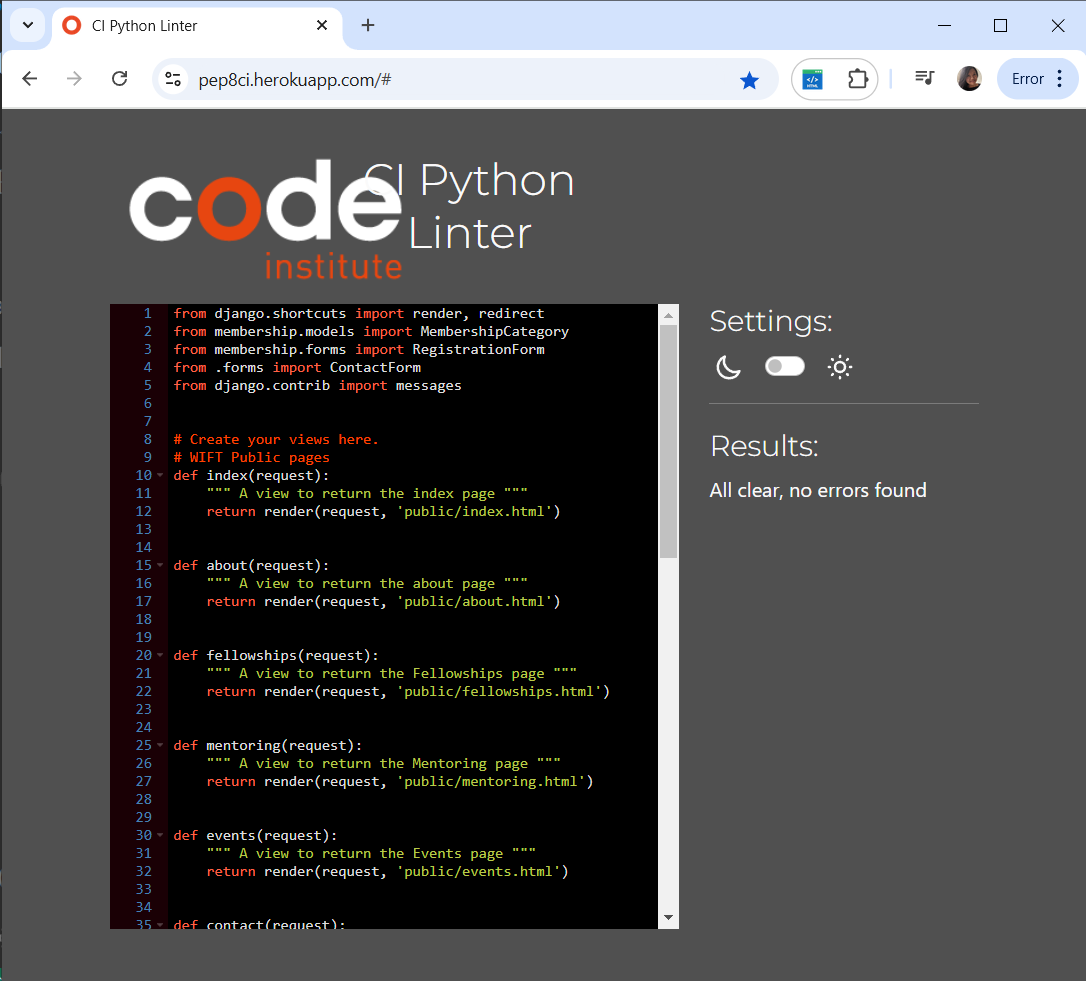 CI Python Linter
pep8ci.herokuapp.com/#
Error
code
institute
CI Python
Linter
1 from django.shortcuts import render, redirect
2 from membership.models import MembershipCategory
3 from membership.forms import RegistrationForm
4 from .forms import ContactForm
5 from django.contrib import messages
6
7
8 # Create your views here.
9 # WIFT Public pages
10 def index(request):
11     """ A view to return the index page """
12     return render(request, 'public/index.html')
13
14
15 def about(request):
16     """ A view to return the about page """
17     return render(request, 'public/about.html')
18
19
20 def fellowships(request):
21     """ A view to return the Fellowships page """
22     return render(request, 'public/fellowships.html')
23
24
25 def mentoring(request):
26     """ A view to return the Mentoring page """
27     return render(request, 'public/mentoring.html')
28
29
30 def events(request):
31     """ A view to return the Events page """
32     return render(request, 'public/events.html')
33
34
35 def contact(request):
Settings:
Results:
All clear, no errors found